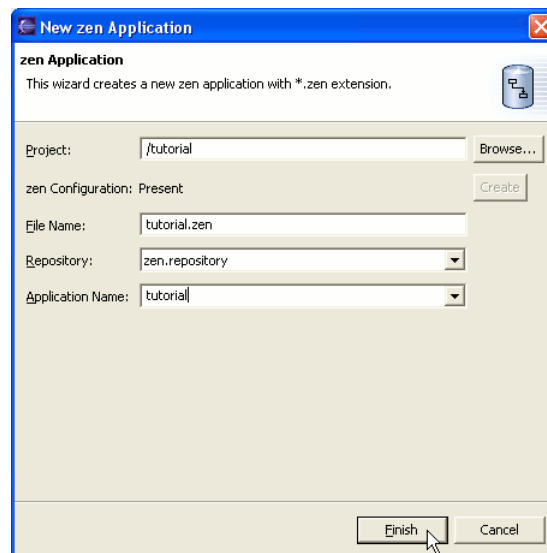 New zen Application
zen Application
This wizard creates a new zen application with *.zen extension.
Project: /tutorial Browse...
zen Configuration: Present Create
File Name: tutorial.zen
Repository: zen.repository
Application Name: tutorial
Finish Cancel